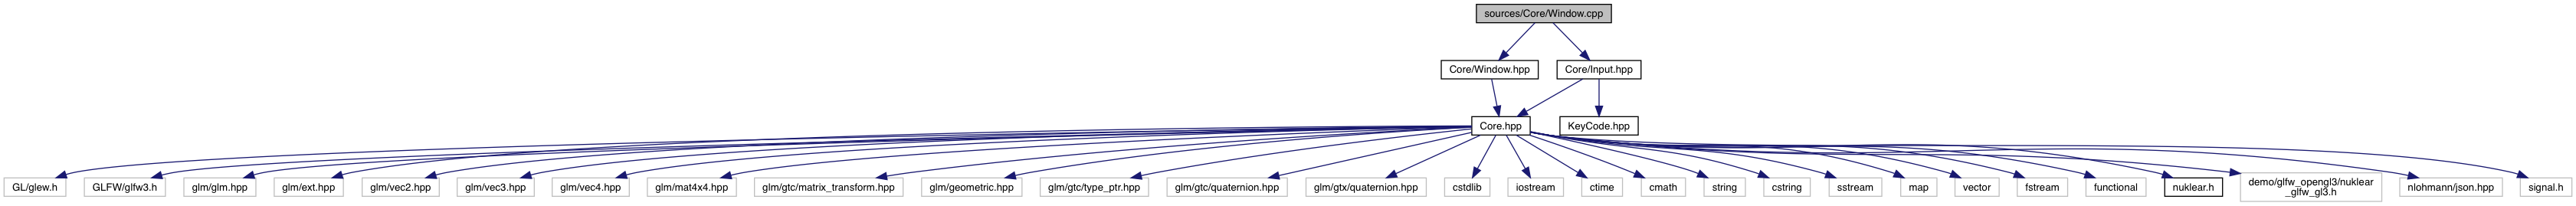 sources/Core/Window.cpp
Core/Window.hpp
Core/Input.hpp
Core.hpp
KeyCode.hpp
GL/glew.h
GLFW/glfw3.h
glm/glm.hpp
glm/ext.hpp
glm/vec2.hpp
glm/vec3.hpp
glm/vec4.hpp
glm/mat4x4.hpp
glm/gtc/matrix_transform.hpp
glm/geometric.hpp
glm/gtc/type_ptr.hpp
glm/gtc/quaternion.hpp
glm/gtx/quaternion.hpp
cstdlib
iostream
ctime
cmath
string
cstring
sstream
map
vector
fstream
functional
nuklear.h
demo/glfw_opengl3/nuklear
_glfw_gl3.h
nlohmann/json.hpp
signal.h